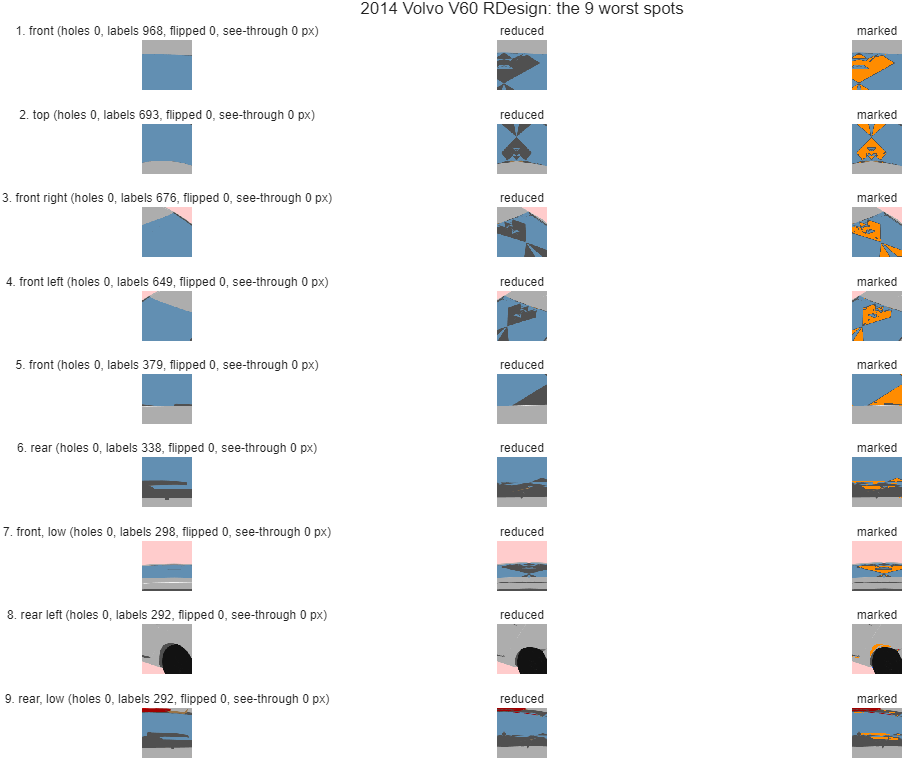 2014 Volvo V60 RDesign: the 9 worst spots
1. front (holes 0, labels 968, flipped 0, see-through 0 px)
reduced
marked
2. top (holes 0, labels 693, flipped 0, see-through 0 px)
reduced
marked
3. front right (holes 0, labels 676, flipped 0, see-through 0 px)
reduced
marked
4. front left (holes 0, labels 649, flipped 0, see-through 0 px)
reduced
marked
5. front (holes 0, labels 379, flipped 0, see-through 0 px)
reduced
marked
6. rear (holes 0, labels 338, flipped 0, see-through 0 px)
reduced
marked
7. front, low (holes 0, labels 298, flipped 0, see-through 0 px)
reduced
marked
8. rear left (holes 0, labels 292, flipped 0, see-through 0 px)
reduced
marked
9. rear, low (holes 0, labels 292, flipped 0, see-through 0 px)
reduced
marked